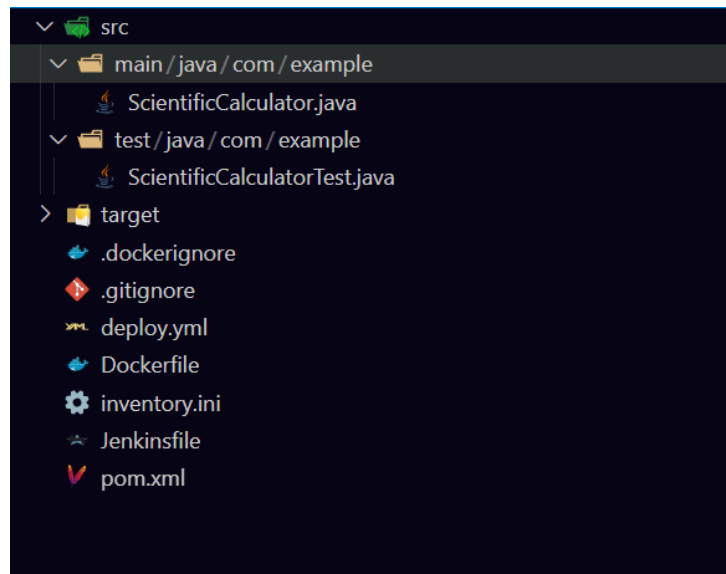 src
main/java/com/example
ScientificCalculator.java
test/java/com/example
ScientificCalculatorTest.java
target
.dockerignore
.gitignore
deploy.yml
Dockerfile
inventory.ini
Jenkinsfile
pom.xml